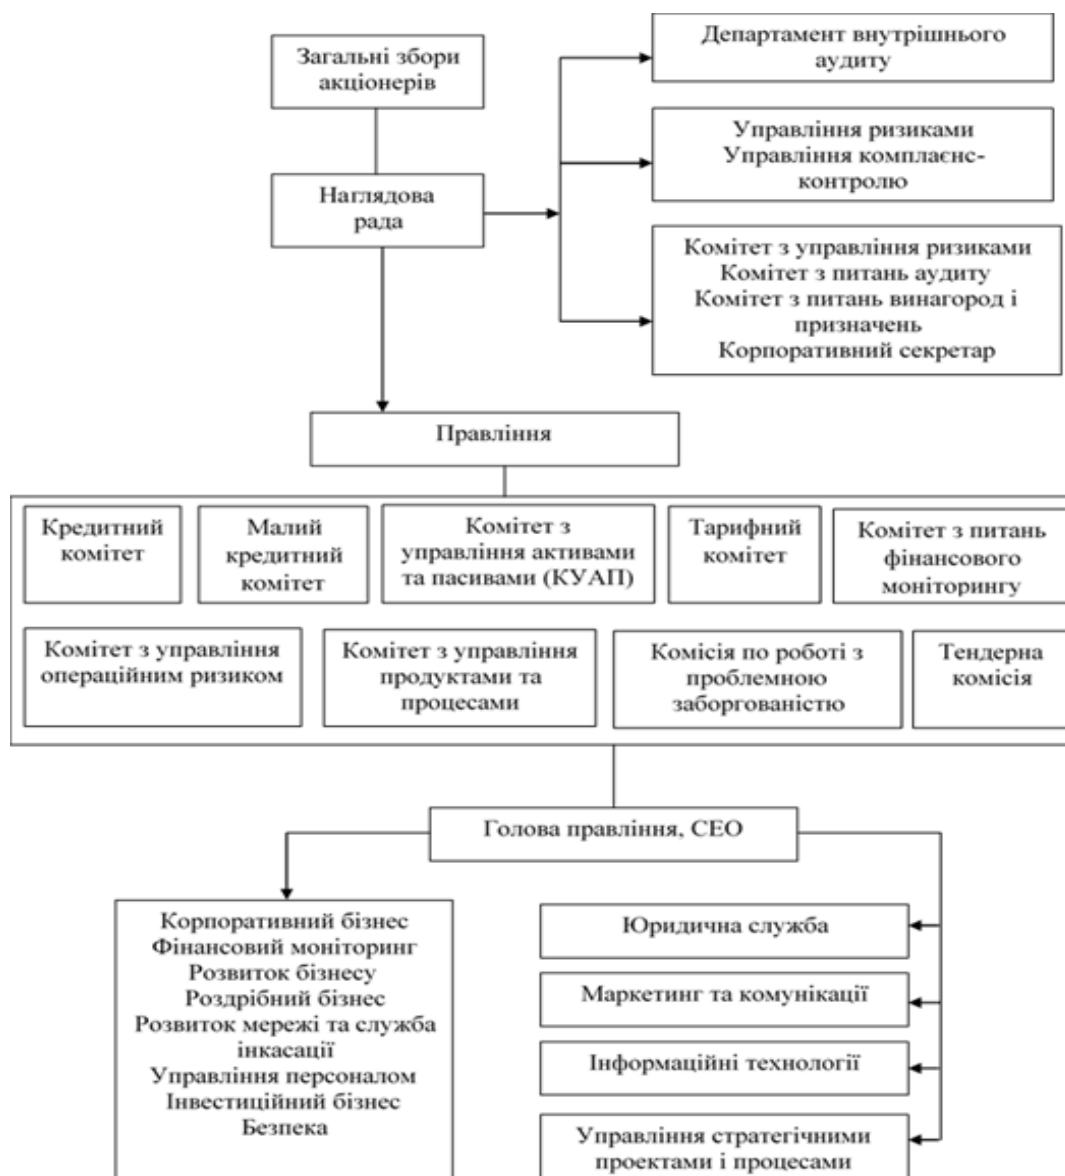 Загальні збори
акціонерів
Наглядова
рада
Департамент внутрішнього
аудиту
Управління ризиками
Управління комплаєнс-
контролю
Комітет з управління ризиками
Комітет з питань аудиту
Комітет з питань винагород і
призначень
Корпоративний секретар
Правління
Кредитний
комітет
Малий
кредитний
комітет
Комітет з
управління активами
та пасивами (КУАП)
Тарифний
комітет
Комітет з питань
фінансового
моніторингу
Комітет з управління
операційним ризиком
Комітет з управління
продуктами та
процесами
Комісія по роботі з
проблемною
заборгованістю
Тендерна
комісія
Голова правління, CEO
Корпоративний бізнес
Фінансовий моніторинг
Розвиток бізнесу
Роздрібний бізнес
Розвиток мережі та служба
інкасації
Управління персоналом
Інвестиційний бізнес
Безпека
Юридична служба
Маркетинг та комунікації
Інформаційні технології
Управління стратегічними
проектами і процесами